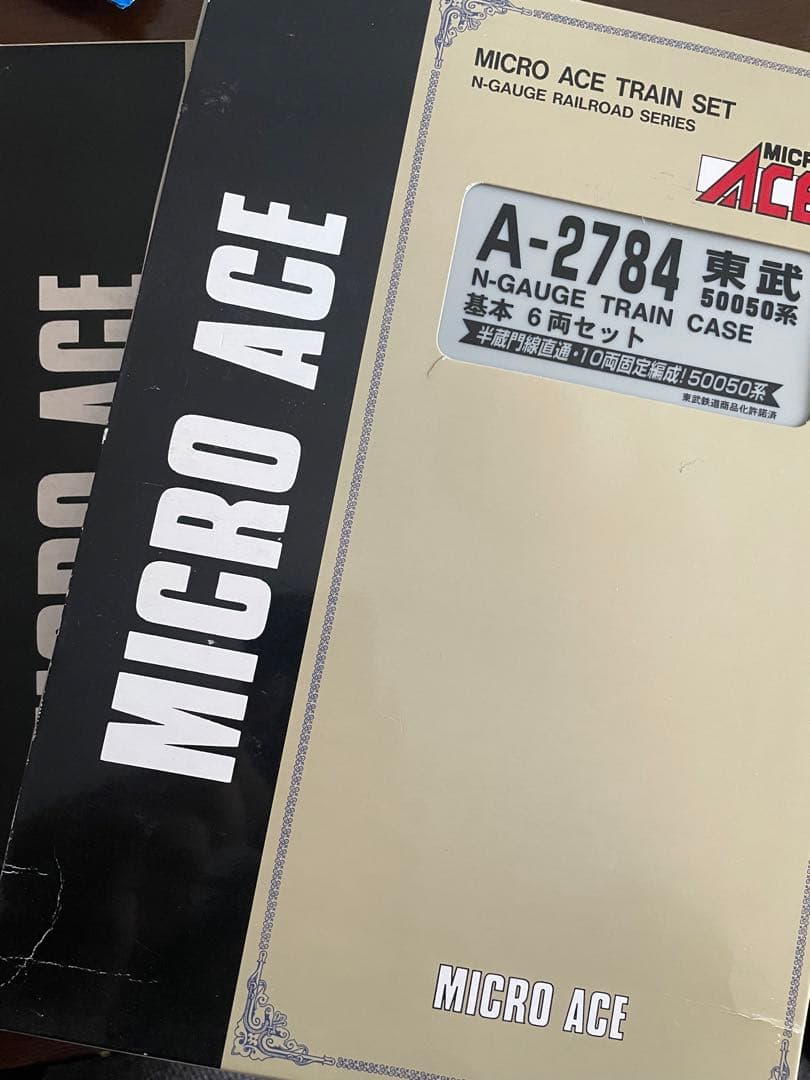 MICRO ACE TRAIN SET
N-GAUGE RAILROAD SERIES
MICR
ACE
A-2784 東武
50050系
N-GAUGE TRAIN CASE
基本 6両セット
半蔵門線直通・10両固定編成!50050系
東武鉄道商品化許諾済
MICRO ACE
MICRO ACE
MICRO ACE